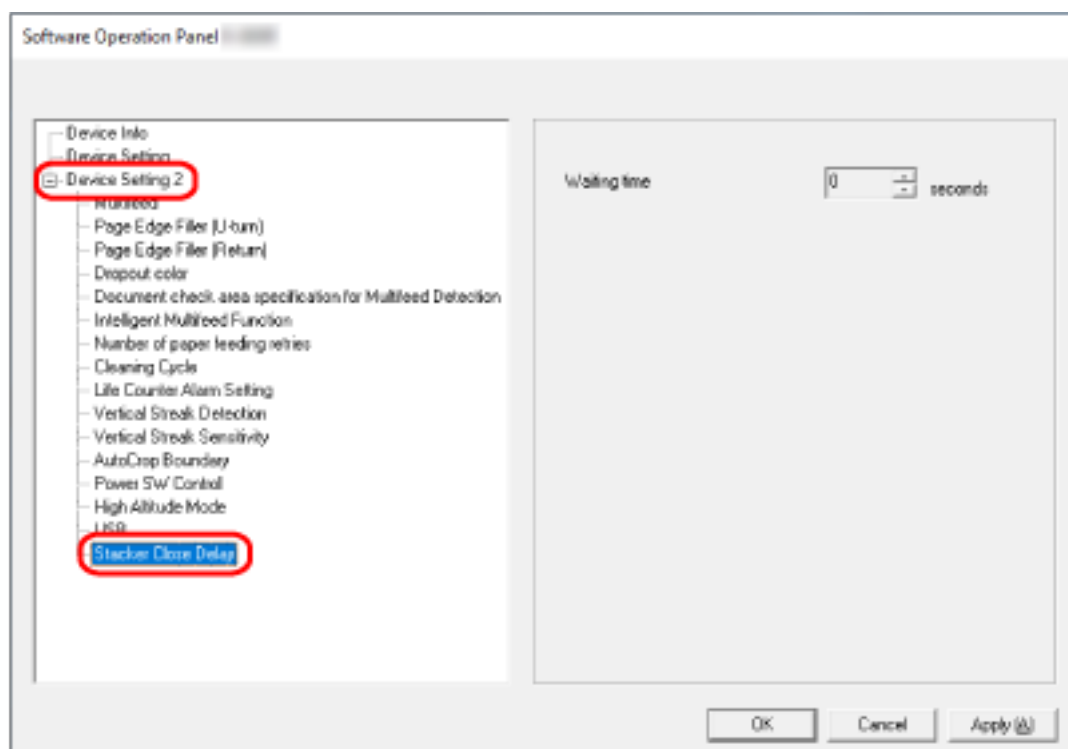 Software Operation Panel
Device Info
Device Setting
Device Setting 2
Multifeed
Page Edge Filler (U-turn)
Page Edge Filler (Return)
Dropout color
Document check area specification for Multifeed Detection
Intelligent Multifeed Function
Number of paper feeding retries
Cleaning Cycle
Life Counter Alarm Setting
Vertical Streak Detection
Vertical Streak Sensitivity
AutoCrop Boundary
Power SW Control
High Altitude Mode
USB
Stacker Close Delay
Waiting time 0 seconds
OK Cancel Apply (A)